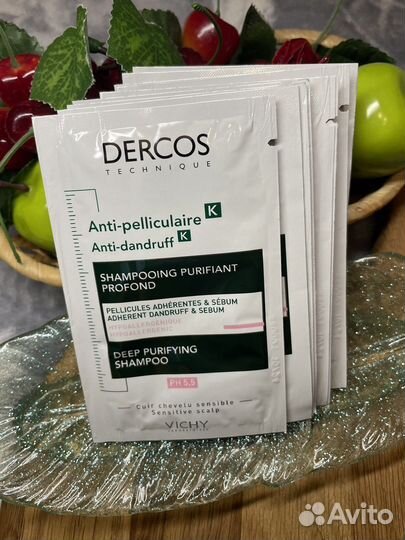 DERCOS
TECHNIQUE
Anti-pelliculaire K
Anti-dandruff K
SHAMPOOING PURIFIANT
PROFOND
PELLICULES ADHÉRENTES & SÉBUM
ADHERENT DANDRUFF & SEBUM
HYPOALLERGÉNIQUE
HYPOALLERGENIC
DEEP PURIFYING
SHAMPOO
PH 5,5
Cuir chevelu sensible
Sensitive scalp
VICHY
LABORATOIRES
Avito